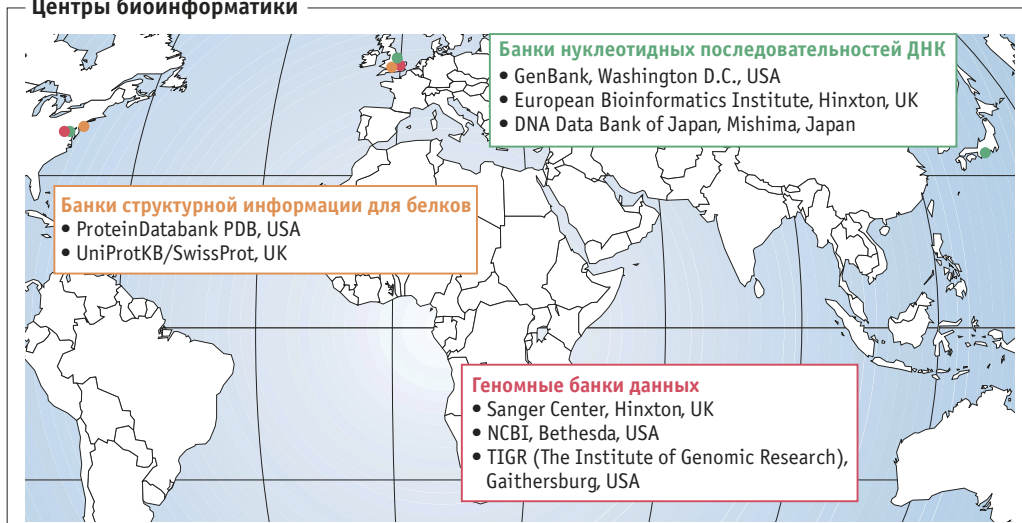 Центры биоинформатики
Банки нуклеотидных последовательностей ДНК
• GenBank, Washington D.C., USA
• European Bioinformatics Institute, Hinxton, UK
• DNA Data Bank of Japan, Mishima, Japan
Банки структурной информации для белков
• ProteinDatabank PDB, USA
• UniProtKB/SwissProt, UK
Геномные банки данных
• Sanger Center, Hinxton, UK
• NCBI, Bethesda, USA
• TIGR (The Institute of Genomic Research),
Gaithersburg, USA